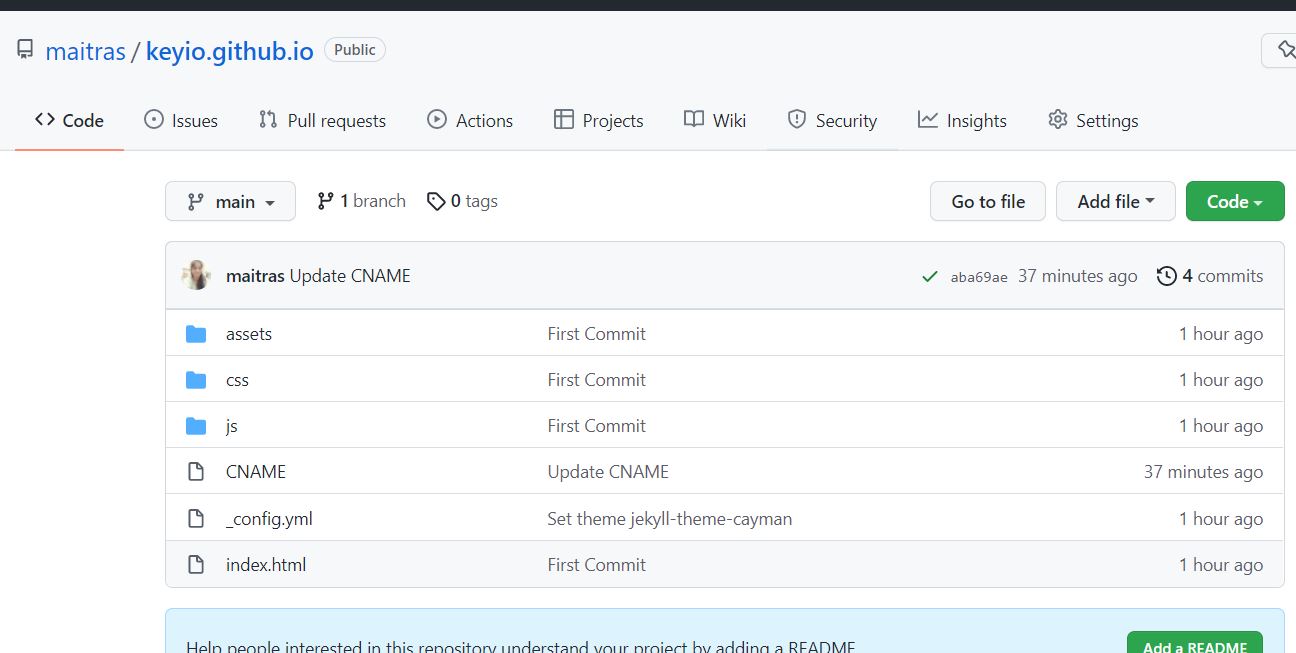 maitras / keyio.github.io Public
Code Issues Pull requests Actions Projects Wiki Security Insights Settings
main 1 branch 0 tags Go to file Add file Code
maitras Update CNAME aba69ae 37 minutes ago 4 commits
assets First Commit 1 hour ago
css First Commit 1 hour ago
js First Commit 1 hour ago
CNAME Update CNAME 37 minutes ago
_config.yml Set theme jekyll-theme-cayman 1 hour ago
index.html First Commit 1 hour ago
Help people interested in this repository understand your project by adding a README. Add a README